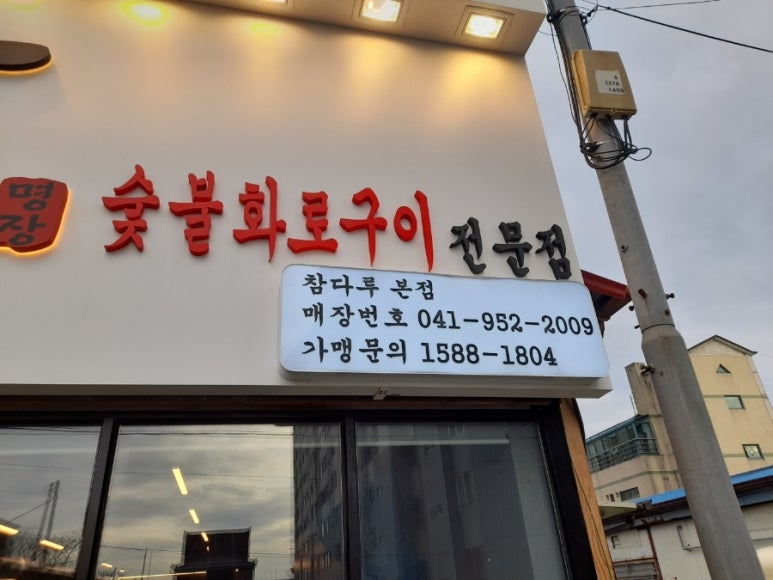 명장
숯불화로구이 전문점
참다루 본점
매장번호 041-952-2009
가맹문의 1588-1804